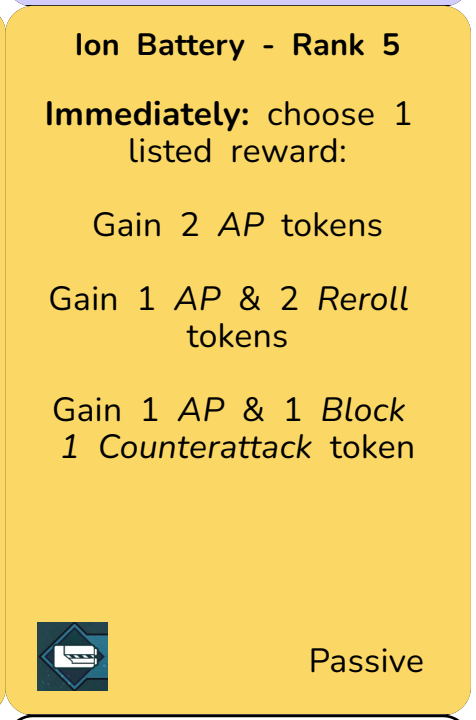 Ion Battery - Rank 5
Immediately: choose 1
listed reward:
Gain 2 AP tokens
Gain 1 AP & 2 Reroll
tokens
Gain 1 AP & 1 Block
1 Counterattack token
Passive